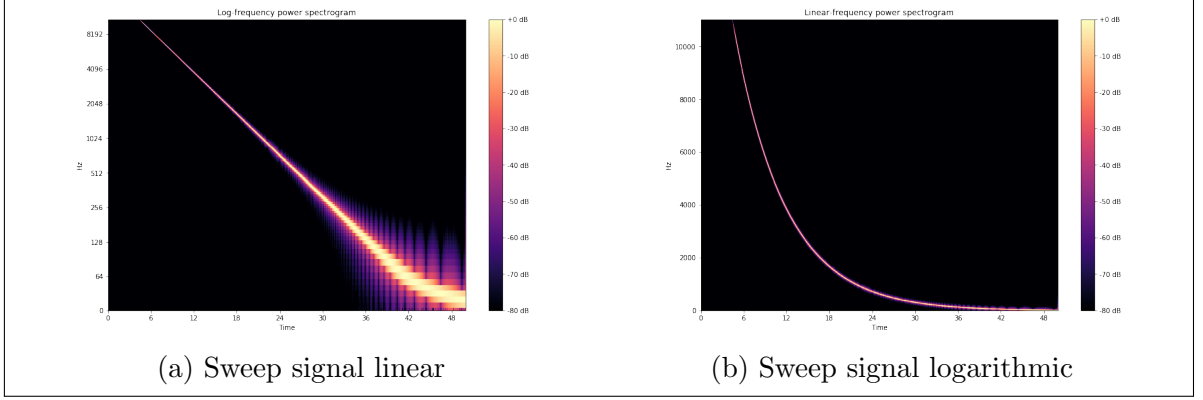 Log-frequency power spectrogram
8192
4096
2048
1024
512
256
128
64
0
Hz
0 6 12 18 24 30 36 42 48
Time
+0 dB
-10 dB
-20 dB
-30 dB
-40 dB
-50 dB
-60 dB
-70 dB
-80 dB
(a) Sweep signal linear
Linear-frequency power spectrogram
10000
8000
6000
4000
2000
0
Hz
0 6 12 18 24 30 36 42 48
Time
+0 dB
-10 dB
-20 dB
-30 dB
-40 dB
-50 dB
-60 dB
-70 dB
-80 dB
(b) Sweep signal logarithmic